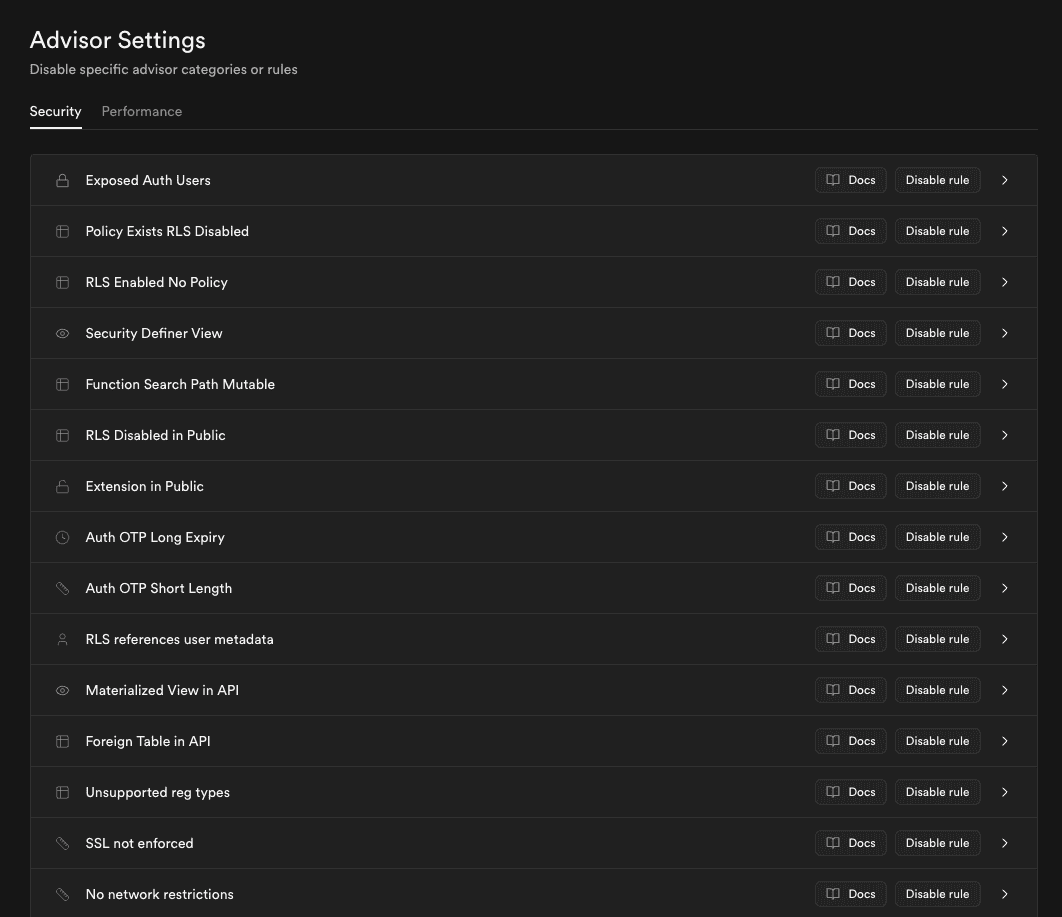 Advisor Settings
Disable specific advisor categories or rules
Security Performance
Exposed Auth Users Docs Disable rule
Policy Exists RLS Disabled Docs Disable rule
RLS Enabled No Policy Docs Disable rule
Security Definer View Docs Disable rule
Function Search Path Mutable Docs Disable rule
RLS Disabled in Public Docs Disable rule
Extension in Public Docs Disable rule
Auth OTP Long Expiry Docs Disable rule
Auth OTP Short Length Docs Disable rule
RLS references user metadata Docs Disable rule
Materialized View in API Docs Disable rule
Foreign Table in API Docs Disable rule
Unsupported reg types Docs Disable rule
SSL not enforced Docs Disable rule
No network restrictions Docs Disable rule